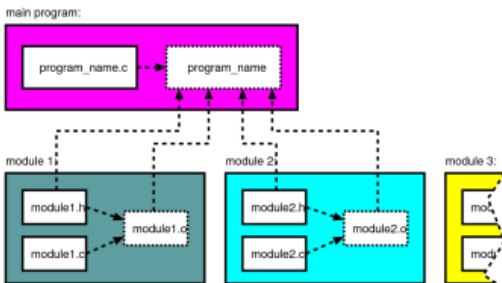 main program:
program_name.c
program_name
module 1:
module 2:
module 3:
module1.h
module1.o
module1.c
module2.h
module2.o
module2.c